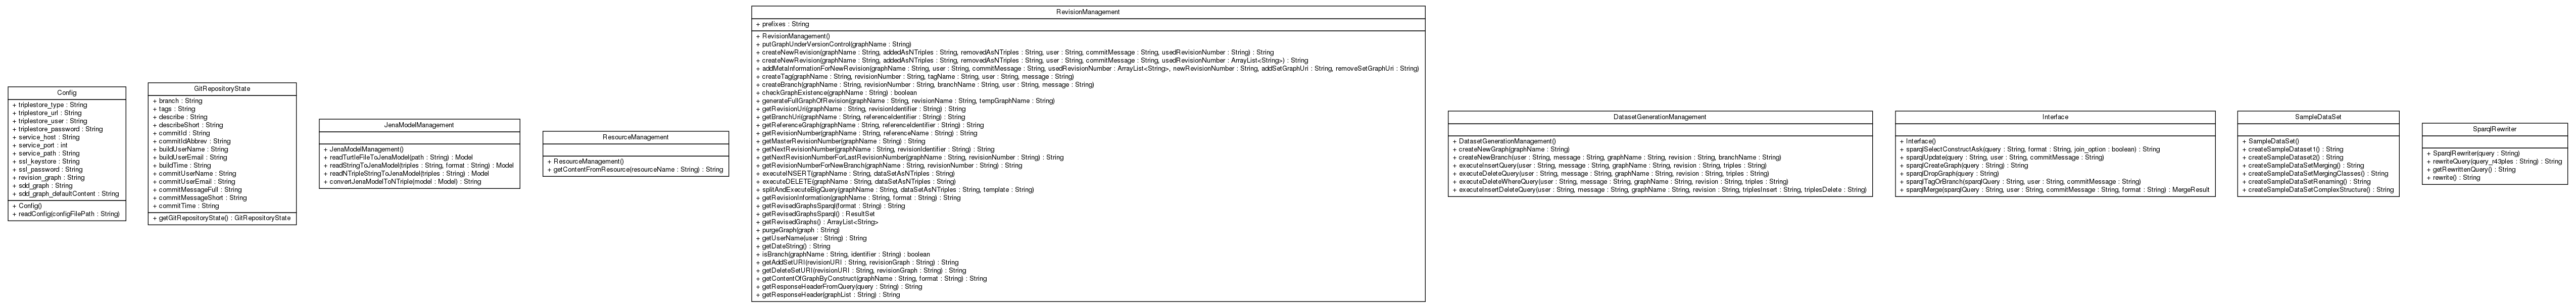 Config
+ triplestore_type : String
+ triplestore_url : String
+ triplestore_user : String
+ triplestore_password : String
+ service_host : String
+ service_port : int
+ service_path : String
+ ssl_keystore : String
+ ssl_password : String
+ revision_graph : String
+ sdd_graph : String
+ sdd_graph_defaultContent : String
+ Config()
+ readConfig(configFilePath : String)
GitRepositoryState
+ branch : String
+ tags : String
+ describe : String
+ describeShort : String
+ commitId : String
+ commitIdAbbrev : String
+ buildUserName : String
+ buildUserEmail : String
+ buildTime : String
+ commitUserName : String
+ commitUserEmail : String
+ commitMessageFull : String
+ commitMessageShort : String
+ commitTime : String
+ getGitRepositoryState() : GitRepositoryState
JenaModelManagement
+ JenaModelManagement()
+ readTurtleFileToJenaModel(path : String) : Model
+ readStringToJenaModel(triples : String, format : String) : Model
+ readNTripleStringToJenaModel(triples : String) : Model
+ convertJenaModelToNTriple(model : Model) : String
ResourceManagement
+ ResourceManagement()
+ getContentFromResource(resourceName : String) : String
RevisionManagement
+ prefixes : String
+ RevisionManagement()
+ putGraphUnderVersionControl(graphName : String)
+ createNewRevision(graphName : String, addedAsNTriples : String, removedAsNTriples : String, user : String, commitMessage : String, usedRevisionNumber : String) : String
+ createNewRevision(graphName : String, addedAsNTriples : String, removedAsNTriples : String, user : String, commitMessage : String, usedRevisionNumber : ArrayList<String>) : String
+ addMetaInformationForNewRevision(graphName : String, user : String, commitMessage : String, usedRevisionNumber : ArrayList<String>, newRevisionNumber : String, addSetGraphUri : String, removeSetGraphUri : String)
+ createTag(graphName : String, revisionNumber : String, tagName : String, user : String, message : String)
+ createBranch(graphName : String, revisionNumber : String, branchName : String, user : String, message : String)
+ checkGraphExistence(graphName : String) : boolean
+ generateFullGraphOfRevision(graphName : String, revisionName : String, tempGraphName : String)
+ getRevisionUri(graphName : String, revisionIdentifier : String) : String
+ getBranchUri(graphName : String, referenceIdentifier : String) : String
+ getReferenceGraph(graphName : String, referenceIdentifier : String) : String
+ getRevisionNumber(graphName : String, referenceName : String) : String
+ getMasterRevisionNumber(graphName : String) : String
+ getNextRevisionNumber(graphName : String, revisionIdentifier : String) : String
+ getNextRevisionNumberForLastRevisionNumber(graphName : String, revisionNumber : String) : String
+ getRevisionNumberForNewBranch(graphName : String, revisionNumber : String) : String
+ executeINSERT(graphName : String, dataSetAsNTriples : String)
+ executeDELETE(graphName : String, dataSetAsNTriples : String)
+ splitAndExecuteBigQuery(graphName : String, dataSetAsNTriples : String, template : String)
+ getRevisionInformation(graphName : String, format : String) : String
+ getRevisedGraphsSparql(format : String) : String
+ getRevisedGraphsSparql() : ResultSet
+ getRevisedGraphs() : ArrayList<String>
+ purgeGraph(graph : String)
+ getUserName(user : String) : String
+ getDateString() : String
+ isBranch(graphName : String, identifier : String) : boolean
+ getAddSetURI(revisionURI : String, revisionGraph : String) : String
+ getDeleteSetURI(revisionURI : String, revisionGraph : String) : String
+ getContentOfGraphByConstruct(graphName : String, format : String) : String
+ getResponseHeaderFromQuery(query : String) : String
+ getResponseHeader(graphList : String) : String
DatasetGenerationManagement
+ DatasetGenerationManagement()
+ createNewGraph(graphName : String)
+ createNewBranch(user : String, message : String, graphName : String, revision : String, branchName : String)
+ executeInsertQuery(user : String, message : String, graphName : String, revision : String, triples : String)
+ executeDeleteQuery(user : String, message : String, graphName : String, revision : String, triples : String)
+ executeDeleteWhereQuery(user : String, message : String, graphName : String, revision : String, triples : String)
+ executeInsertDeleteQuery(user : String, message : String, graphName : String, revision : String, triplesInsert : String, triplesDelete : String)
Interface
+ Interface()
+ sparqlSelectConstructAsk(query : String, format : String, join_option : boolean) : String
+ sparqlUpdate(query : String, user : String, commitMessage : String)
+ sparqlCreateGraph(query : String) : String
+ sparqlDropGraph(query : String)
+ sparqlTagOrBranch(sparqlQuery : String, user : String, commitMessage : String)
+ sparqlMerge(sparqlQuery : String, user : String, commitMessage : String, format : String) : MergeResult
SampleDataSet
+ SampleDataSet()
+ createSampleDataset1() : String
+ createSampleDataset2() : String
+ createSampleDataSetMerging() : String
+ createSampleDataSetMergingClasses() : String
+ createSampleDataSetRenaming() : String
+ createSampleDataSetComplexStructure() : String
SparqlRewriter
+ SparqlRewriter(query : String)
+ rewriteQuery(query_r43ples : String) : String
+ getRewrittenQuery() : String
+ rewrite() : String